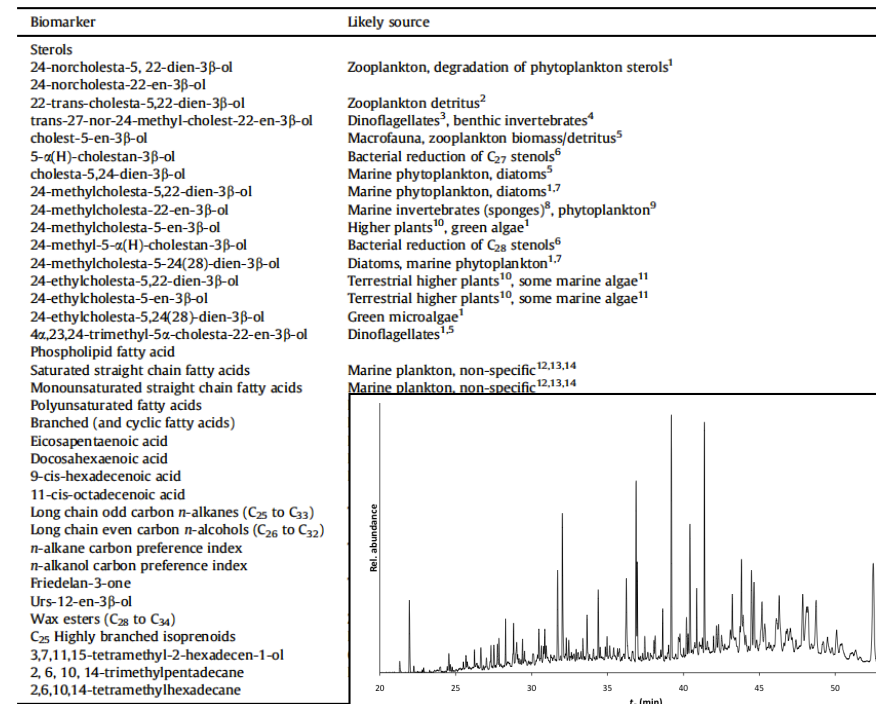 Biomarker Likely source
Sterols
24-norcholesta-5, 22-dien-3β-ol Zooplankton, degradation of phytoplankton sterols¹
24-norcholesta-22-en-3β-ol
22-trans-cholesta-5,22-dien-3β-ol Zooplankton detritus²
trans-27-nor-24-methyl-cholest-22-en-3β-ol Dinoflagellates³, benthic invertebrates⁴
cholest-5-en-3β-ol Macrofauna, zooplankton biomass/detritus⁵
5-α(H)-cholestan-3β-ol Bacterial reduction of C₂₇ stenols⁶
cholesta-5,24-dien-3β-ol Marine phytoplankton, diatoms⁵
24-methylcholesta-5,22-dien-3β-ol Marine phytoplankton, diatoms¹,⁷
24-methylcholesta-22-en-3β-ol Marine invertebrates (sponges)⁸, phytoplankton⁹
24-methylcholesta-5-en-3β-ol Higher plants¹⁰, green algae¹
24-methyl-5-α(H)-cholestan-3β-ol Bacterial reduction of C₂₈ stenols⁶
24-methylcholesta-5-24(28)-dien-3β-ol Diatoms, marine phytoplankton¹,⁷
24-ethylcholesta-5,22-dien-3β-ol Terrestrial higher plants¹⁰, some marine algae¹¹
24-ethylcholesta-5-en-3β-ol Terrestrial higher plants¹⁰, some marine algae¹¹
24-ethylcholesta-5,24(28)-dien-3β-ol Green microalgae¹
4α,23,24-trimethyl-5α-cholesta-22-en-3β-ol Dinoflagellates¹,⁵
Phospholipid fatty acid
Saturated straight chain fatty acids Marine plankton, non-specific¹²,¹³,¹⁴
Monounsaturated straight chain fatty acids Marine plankton, non-specific¹²,¹³,¹⁴
Polyunsaturated fatty acids
Branched (and cyclic fatty acids)
Eicosapentaenoic acid
Docosahexaenoic acid
9-cis-hexadecenoic acid
11-cis-octadecenoic acid
Long chain odd carbon n-alkanes (C₂₅ to C₃₃)
Long chain even carbon n-alcohols (C₂₆ to C₃₂)
n-alkane carbon preference index
n-alkanol carbon preference index
Friedelan-3-one
Urs-12-en-3β-ol
Wax esters (C₂₈ to C₃₄)
C₂₅ Highly branched isoprenoids
3,7,11,15-tetramethyl-2-hexadecen-1-ol
2, 6, 10, 14-trimethylpentadecane
2,6,10,14-tetramethylhexadecane
Rel. abundance
20 25 30 35 40 45 50
(min)